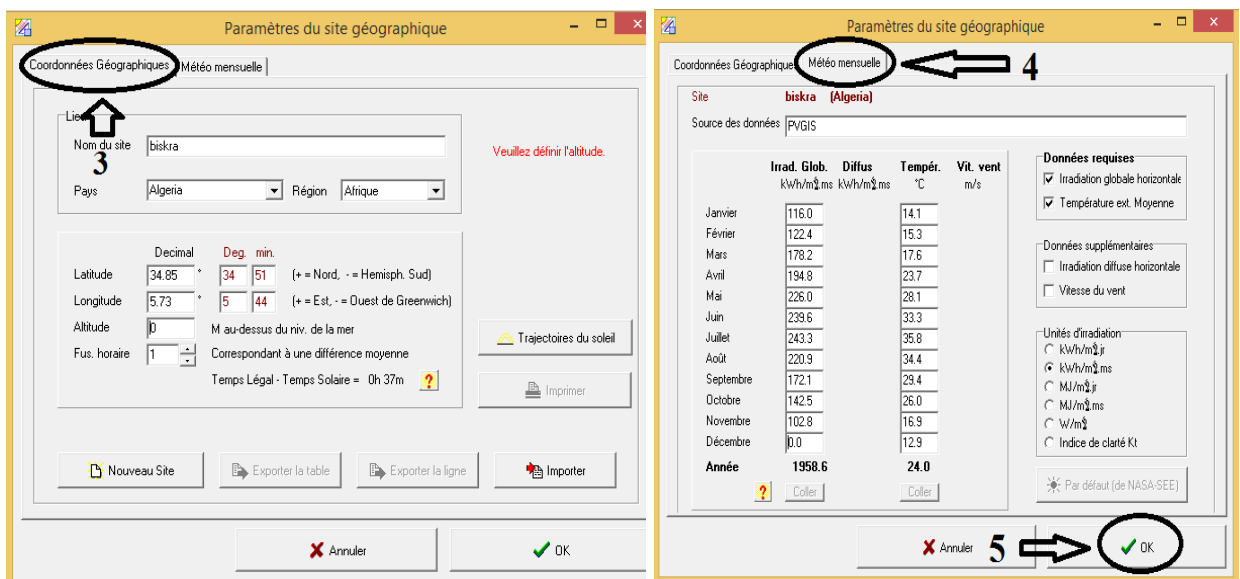 Paramètres du site géographique
Coordonnées Géographiques Météo mensuelle
Lieu
3
Nom du site biskra
Veuillez définir l'altitude.
Pays Algeria Région Afrique
Decimal Deg. min.
Latitude 34.85 ° 34 51 (+ = Nord, - = Hemisph. Sud)
Longitude 5.73 ° 5 44 (+ = Est, - = Ouest de Greenwich)
Altitude 0 M au-dessus du niv. de la mer
Fus. horaire 1 Correspondant à une différence moyenne
Temps Légal - Temps Solaire = 0h 37m ?
Trajectoires du soleil
Imprimer
Nouveau Site Exporter la table Exporter la ligne Importer
Annuler OK
Paramètres du site géographique
Coordonnées Géographiques Météo mensuelle 4
Site biskra (Algeria)
Source des données PVGIS
Irrad. Glob. Diffus Tempér. Vit. vent
kWh/m².ms kWh/m².ms °C m/s
Janvier 116.0 14.1
Février 122.4 15.3
Mars 178.2 17.6
Avril 194.8 23.7
Mai 226.0 28.1
Juin 239.6 33.3
Juillet 243.3 35.8
Août 220.9 34.4
Septembre 172.1 29.4
Octobre 142.5 26.0
Novembre 102.8 16.9
Décembre 0.0 12.9
Année 1958.6 24.0
? Coller Coller
Données requises
Irradiation globale horizontale
Température ext. Moyenne
Données supplémentaires
Irradiation diffuse horizontale
Vitesse du vent
Unités d'irradiation
kWh/m².jr
kWh/m².ms
MJ/m².jr
MJ/m².ms
W/m²
Indice de clarté Kt
Par défaut (de NASA-SEE)
Annuler 5 OK